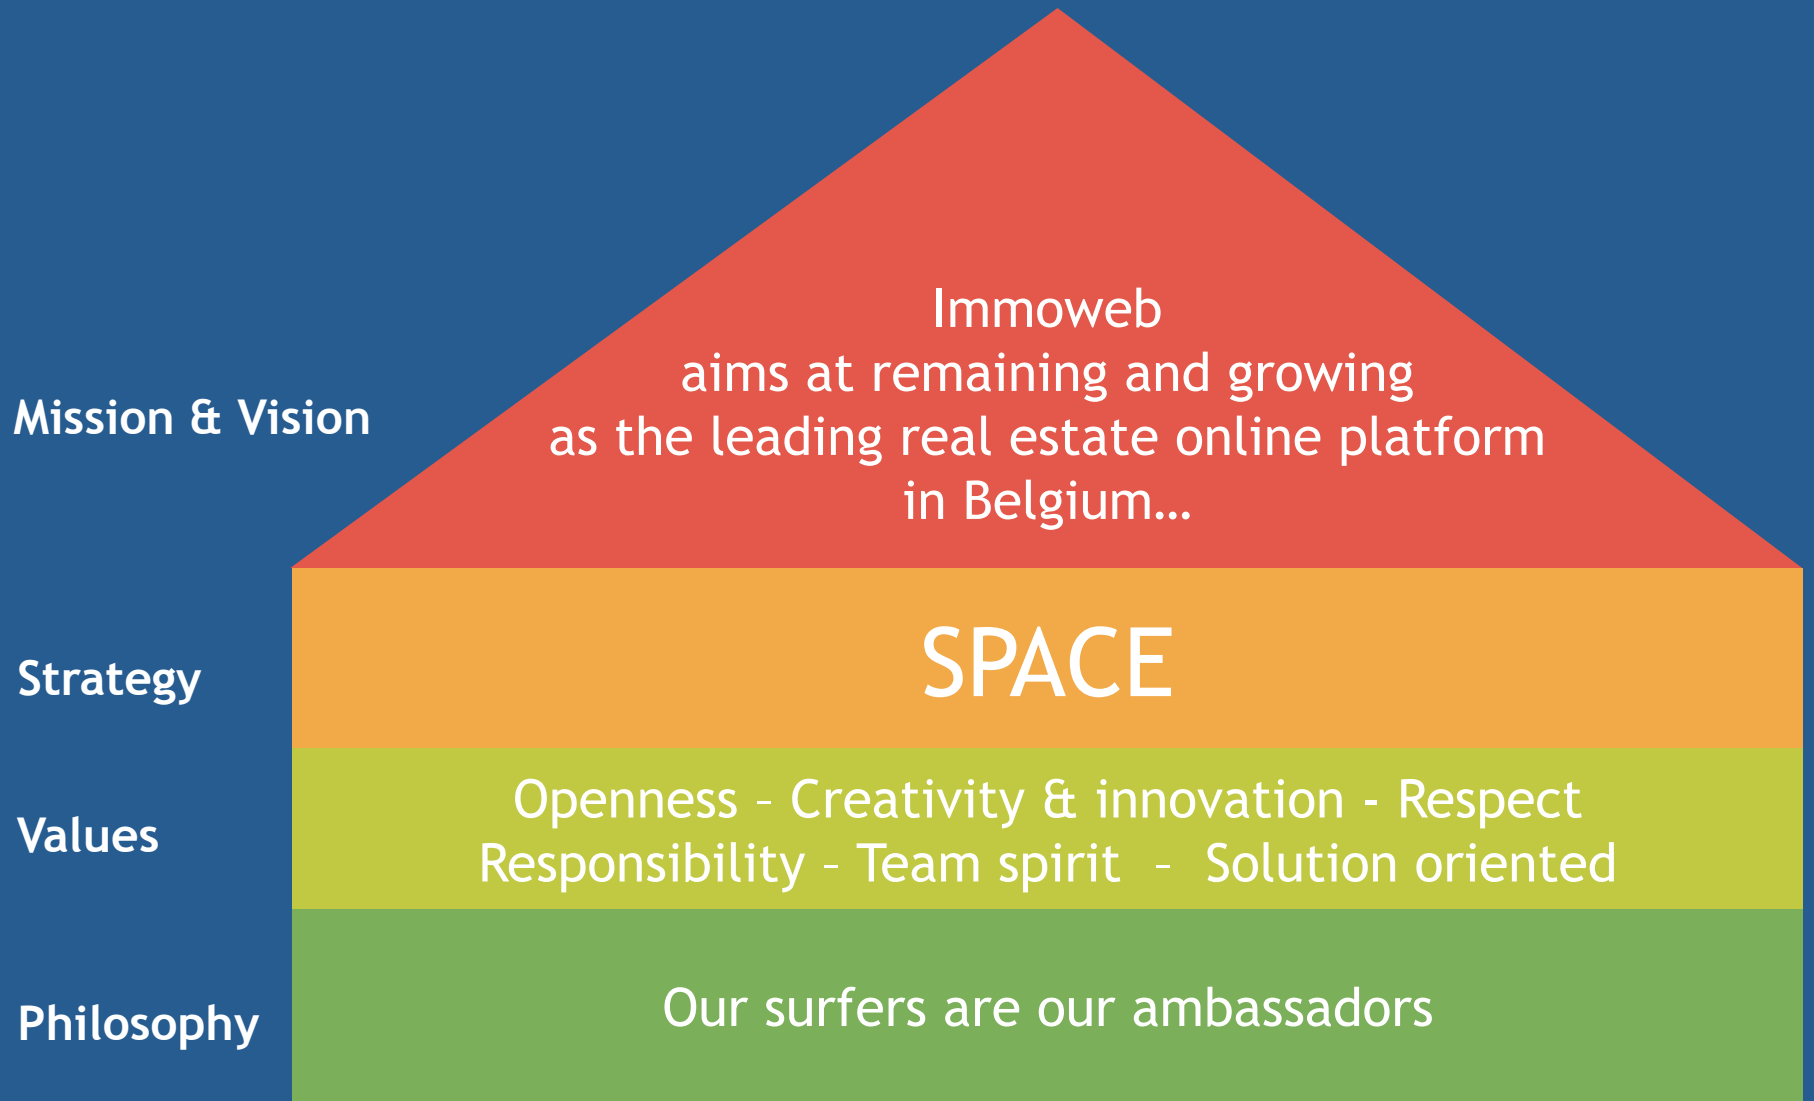 Immoweb
aims at remaining and growing
as the leading real estate online platform
in Belgium…
Mission & Vision
SPACE
Strategy
Openness – Creativity & innovation - Respect
Responsibility – Team spirit  –  Solution oriented
Values
Our surfers are our ambassadors
Philosophy